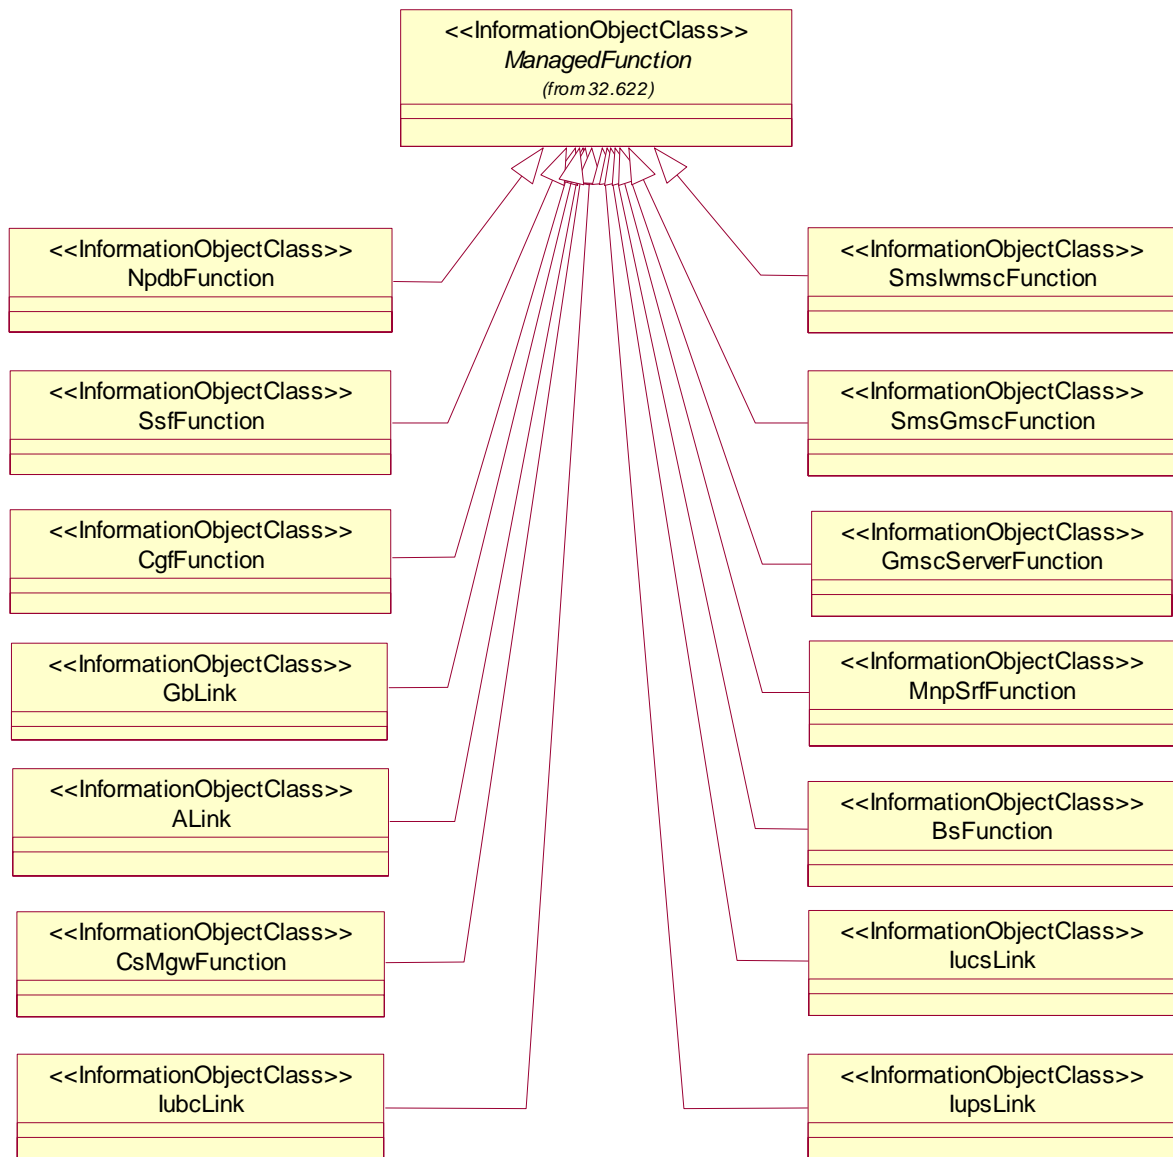 <<InformationObjectClass>>
ManagedFunction
(from 32.622)
<<InformationObjectClass>>
NpdbFunction
<<InformationObjectClass>>
SmsIwmscFunction
<<InformationObjectClass>>
SsfFunction
<<InformationObjectClass>>
SmsGmscFunction
<<InformationObjectClass>>
CgfFunction
<<InformationObjectClass>>
GmscServerFunction
<<InformationObjectClass>>
GbLink
<<InformationObjectClass>>
MnpSrfFunction
<<InformationObjectClass>>
ALink
<<InformationObjectClass>>
BsFunction
<<InformationObjectClass>>
CsMgwFunction
<<InformationObjectClass>>
IucsLink
<<InformationObjectClass>>
IubcLink
<<InformationObjectClass>>
IupsLink